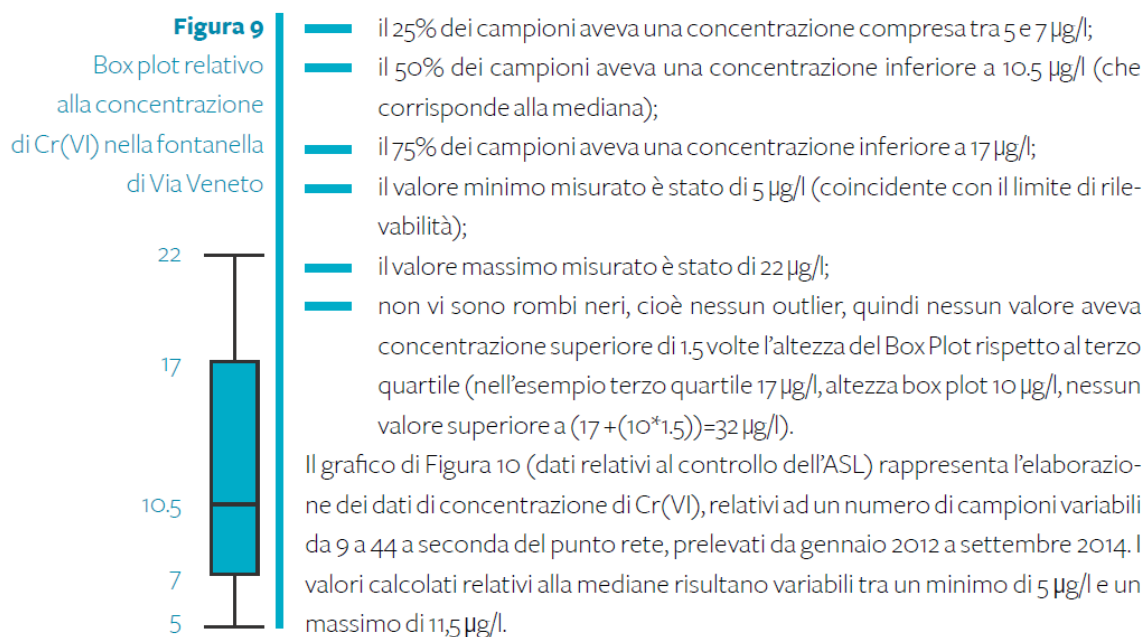 Figura 9
Box plot relativo
alla concentrazione
di Cr(VI) nella fontanella
di Via Veneto
22
17
10.5
7
5
il 25% dei campioni aveva una concentrazione compresa tra 5 e 7 µg/l;
il 50% dei campioni aveva una concentrazione inferiore a 10.5 µg/l (che
corrisponde alla mediana);
il 75% dei campioni aveva una concentrazione inferiore a 17 µg/l;
il valore minimo misurato è stato di 5 µg/l (coincidente con il limite di rile-
vabilità);
il valore massimo misurato è stato di 22 µg/l;
non vi sono rombi neri, cioè nessun outlier, quindi nessun valore aveva
concentrazione superiore di 1.5 volte l'altezza del Box Plot rispetto al terzo
quartile (nell'esempio terzo quartile 17 µg/l, altezza box plot 10 µg/l, nessun
valore superiore a (17 +(10*1.5))=32 µg/l).
Il grafico di Figura 10 (dati relativi al controllo dell'ASL) rappresenta l'elaborazio-
ne dei dati di concentrazione di Cr(VI), relativi ad un numero di campioni variabili
da 9 a 44 a seconda del punto rete, prelevati da gennaio 2012 a settembre 2014. I
valori calcolati relativi alla mediane risultano variabili tra un minimo di 5 µg/l e un
massimo di 11,5 µg/l.